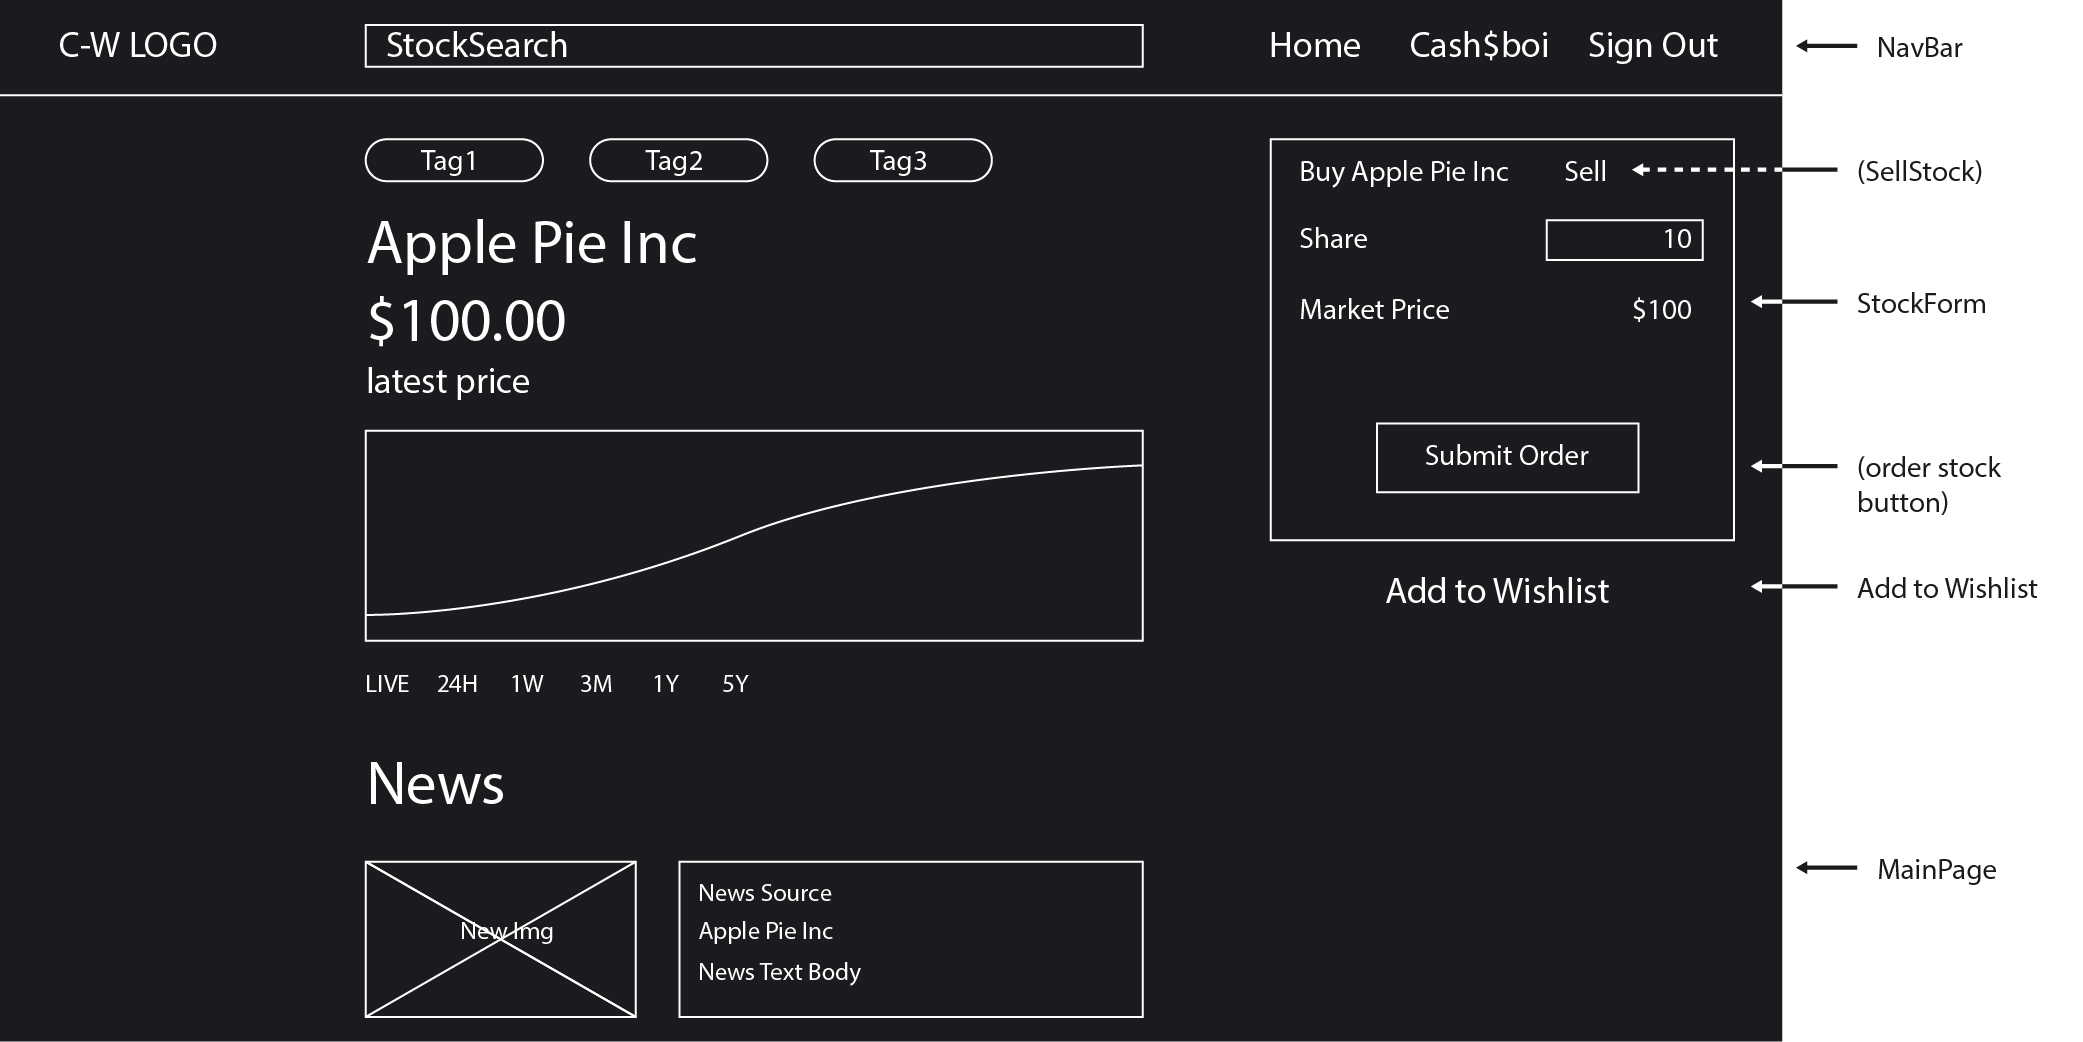 C-W LOGO
StockSearch
Home
Cash$boi
Sign Out
NavBar
Tag1
Tag2
Tag3
Apple Pie Inc
$100.00
latest price
LIVE
24H
1W
3M
1Y
5Y
News
New Img
News Source
Apple Pie Inc
News Text Body
Buy Apple Pie Inc
Sell
Share
10
Market Price
$100
Submit Order
Add to Wishlist
(SellStock)
StockForm
(order stock
button)
Add to Wishlist
MainPage